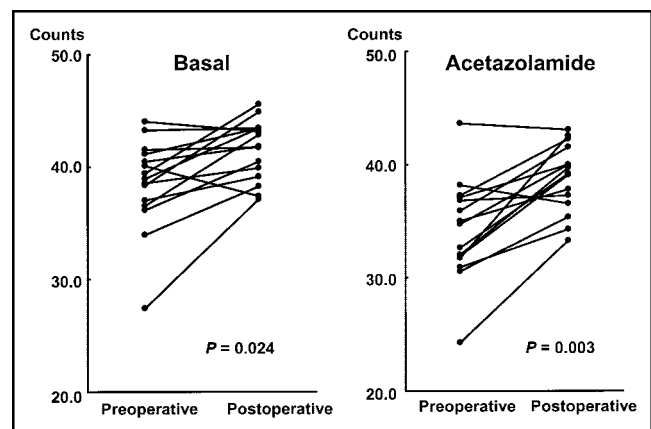 Counts
Basal
50.0
40.0
30.0
20.0
P = 0.024
Preoperative Postoperative
Counts
Acetazolamide
50.0
40.0
30.0
20.0
P = 0.003
Preoperative Postoperative